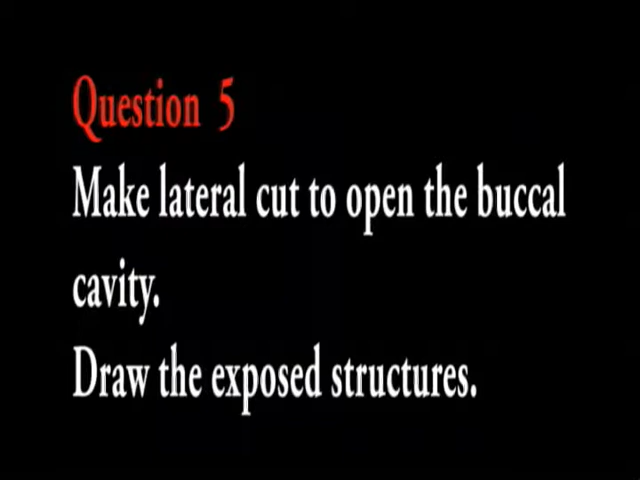 Question 5
Make lateral cut to open the buccal
cavity.
Draw the exposed structures.